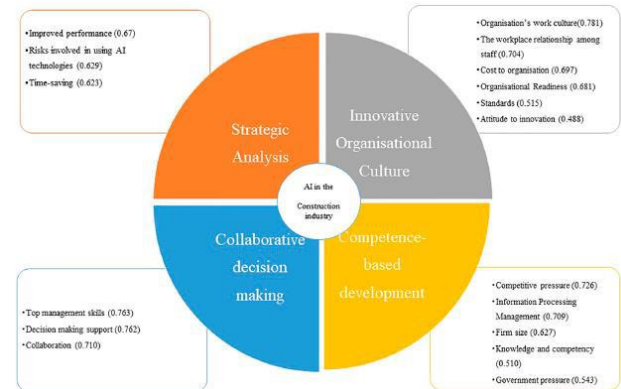 • Improved performance (0.67)
• Risks involved in using AI
technologies (0.629)
• Time-saving (0.623)
• Organisation's work culture(0.781)
• The workplace relationship among
staff (0.704)
• Cost to organisation (0.697)
• Organisational Readiness (0.681)
• Standards (0.515)
• Attitude to innovation (0.488)
Strategic
Analysis
Innovative
Organisational
Culture
AI in the
Construction
industry
Collaborative
decision
making
Competence-
based
development
• Top management skills (0.763)
• Decision making support (0.762)
• Collaboration (0.710)
• Competitive pressure (0.726)
• Information Processing
Management (0.709)
• Firm size (0.627)
• Knowledge and competency
(0.510)
• Government pressure (0.543)